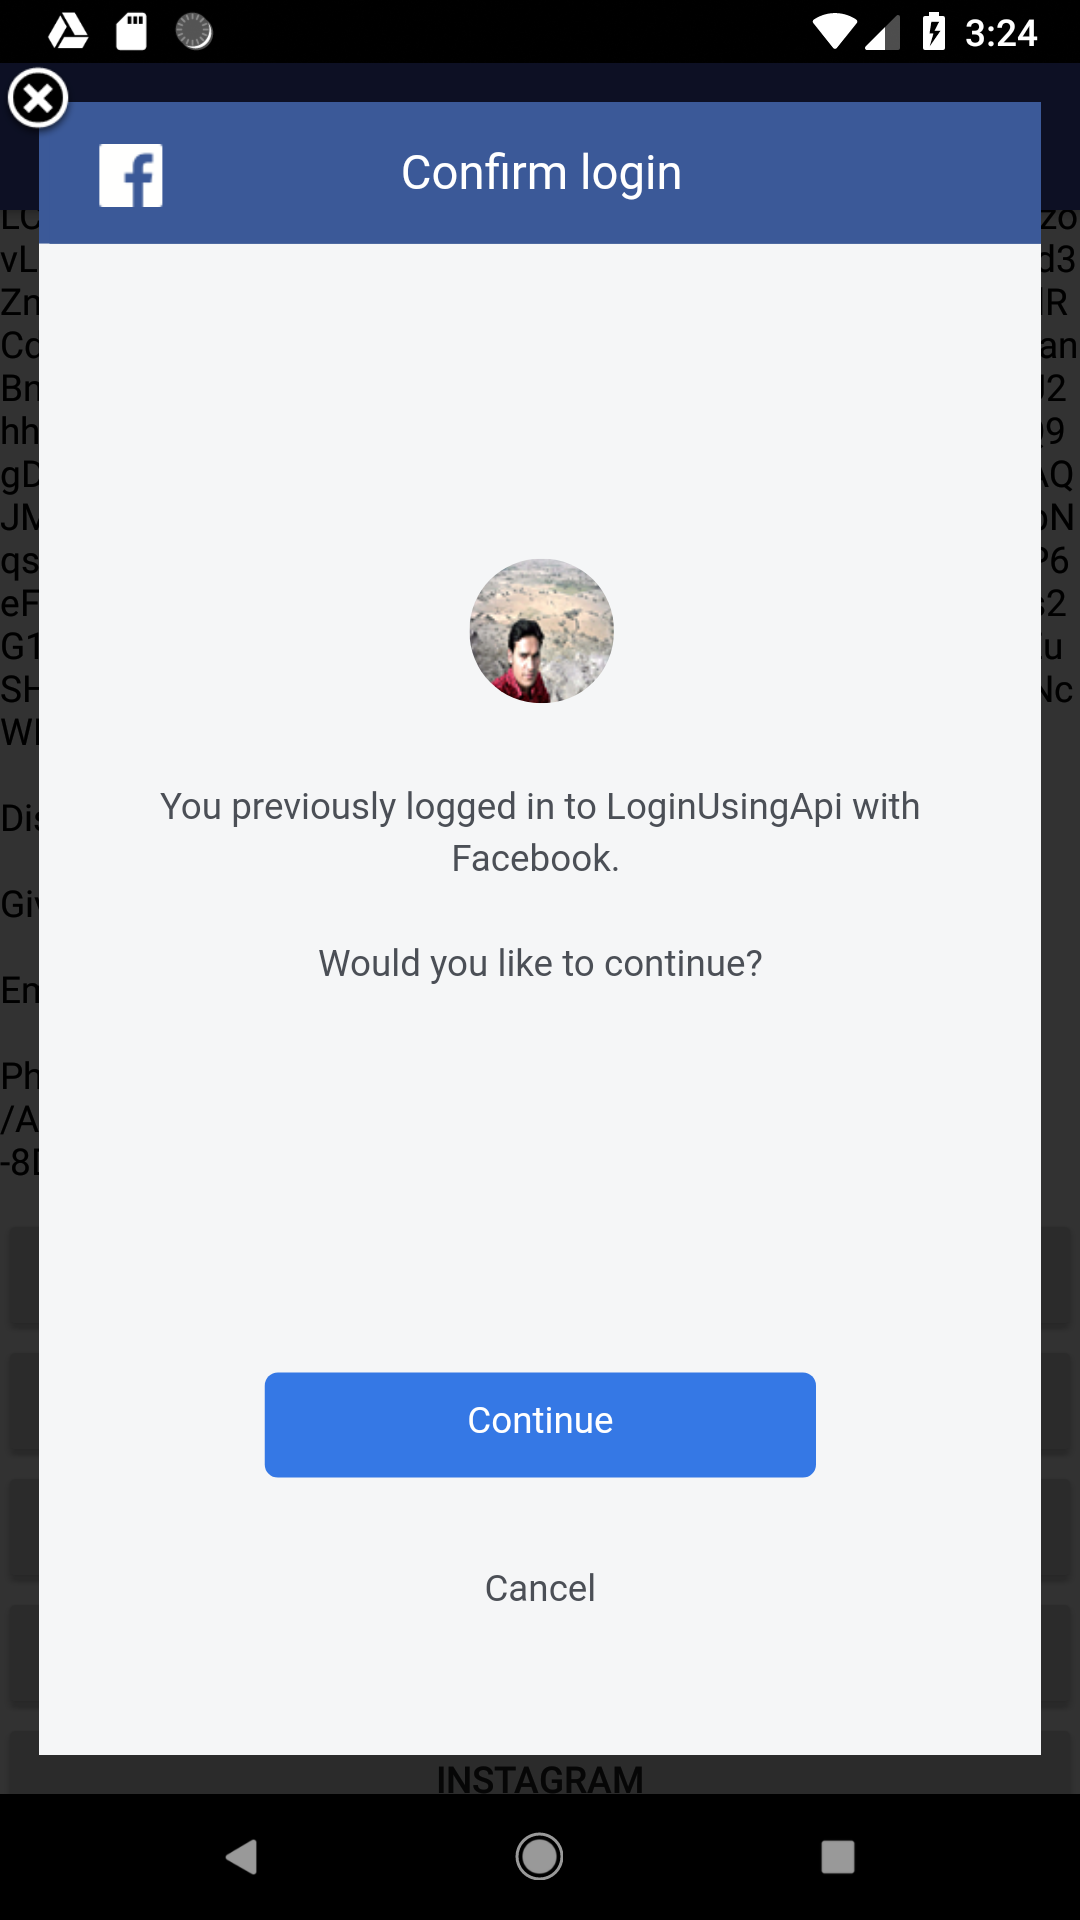 3:24
Confirm login
You previously logged in to LoginUsingApi with
Facebook.
Would you like to continue?
Continue
Cancel
INSTAGRAM